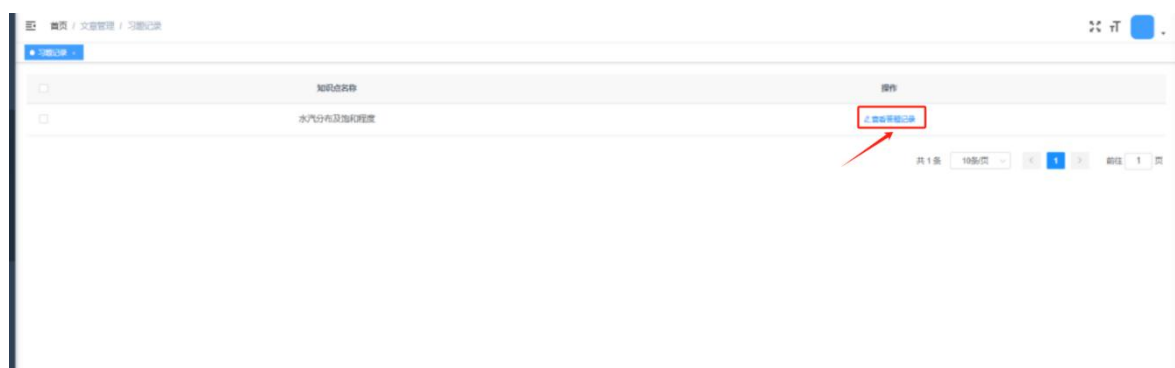 首页 / 文章管理 / 习题记录
习题记录 ×
知识点名称 操作
水汽分布及饱和程度 查看答题记录
共 1 条 10条/页 < 1 > 前往 1 页